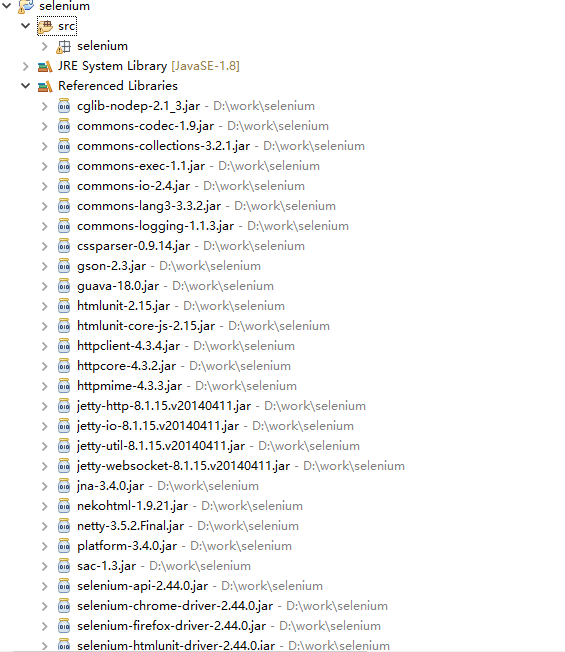 selenium
src
selenium
JRE System Library [JavaSE-1.8]
Referenced Libraries
cglib-nodep-2.1_3.jar - D:\work\selenium
commons-codec-1.9.jar - D:\work\selenium
commons-collections-3.2.1.jar - D:\work\selenium
commons-exec-1.1.jar - D:\work\selenium
commons-io-2.4.jar - D:\work\selenium
commons-lang3-3.3.2.jar - D:\work\selenium
commons-logging-1.1.3.jar - D:\work\selenium
cssparser-0.9.14.jar - D:\work\selenium
gson-2.3.jar - D:\work\selenium
guava-18.0.jar - D:\work\selenium
htmlunit-2.15.jar - D:\work\selenium
htmlunit-core-js-2.15.jar - D:\work\selenium
httpclient-4.3.4.jar - D:\work\selenium
httpcore-4.3.2.jar - D:\work\selenium
httpmime-4.3.3.jar - D:\work\selenium
jetty-http-8.1.15.v20140411.jar - D:\work\selenium
jetty-io-8.1.15.v20140411.jar - D:\work\selenium
jetty-util-8.1.15.v20140411.jar - D:\work\selenium
jetty-websocket-8.1.15.v20140411.jar - D:\work\selenium
jna-3.4.0.jar - D:\work\selenium
nekohtml-1.9.21.jar - D:\work\selenium
netty-3.5.2.Final.jar - D:\work\selenium
platform-3.4.0.jar - D:\work\selenium
sac-1.3.jar - D:\work\selenium
selenium-api-2.44.0.jar - D:\work\selenium
selenium-chrome-driver-2.44.0.jar - D:\work\selenium
selenium-firefox-driver-2.44.0.jar - D:\work\selenium
selenium-htmlunit-driver-2.44.0.jar - D:\work\selenium